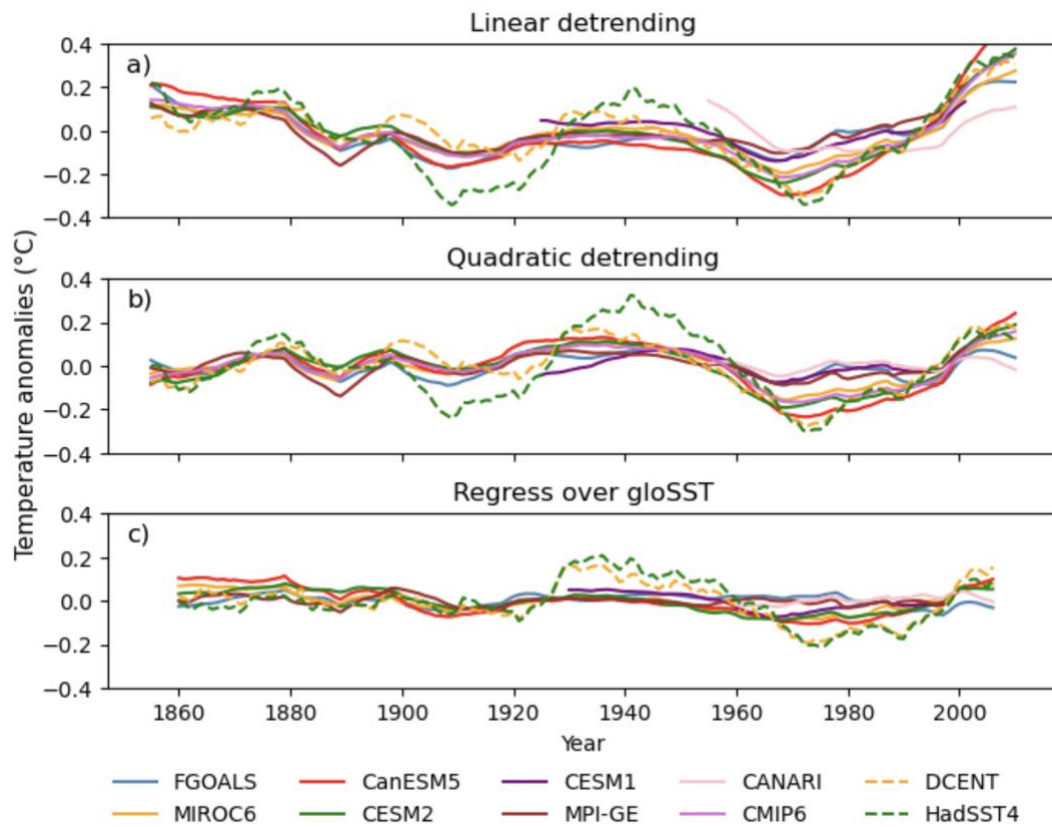 Linear detrending
a)
0.4
0.2
0.0
−0.2
−0.4
Quadratic detrending
b)
0.4
0.2
0.0
−0.2
−0.4
Temperature anomalies (°C)
Regress over gloSST
c)
0.4
0.2
0.0
−0.2
−0.4
1860 1880 1900 1920 1940 1960 1980 2000
Year
FGOALS CanESM5 CESM1 CANARI DCENT
MIROC6 CESM2 MPI-GE CMIP6 HadSST4